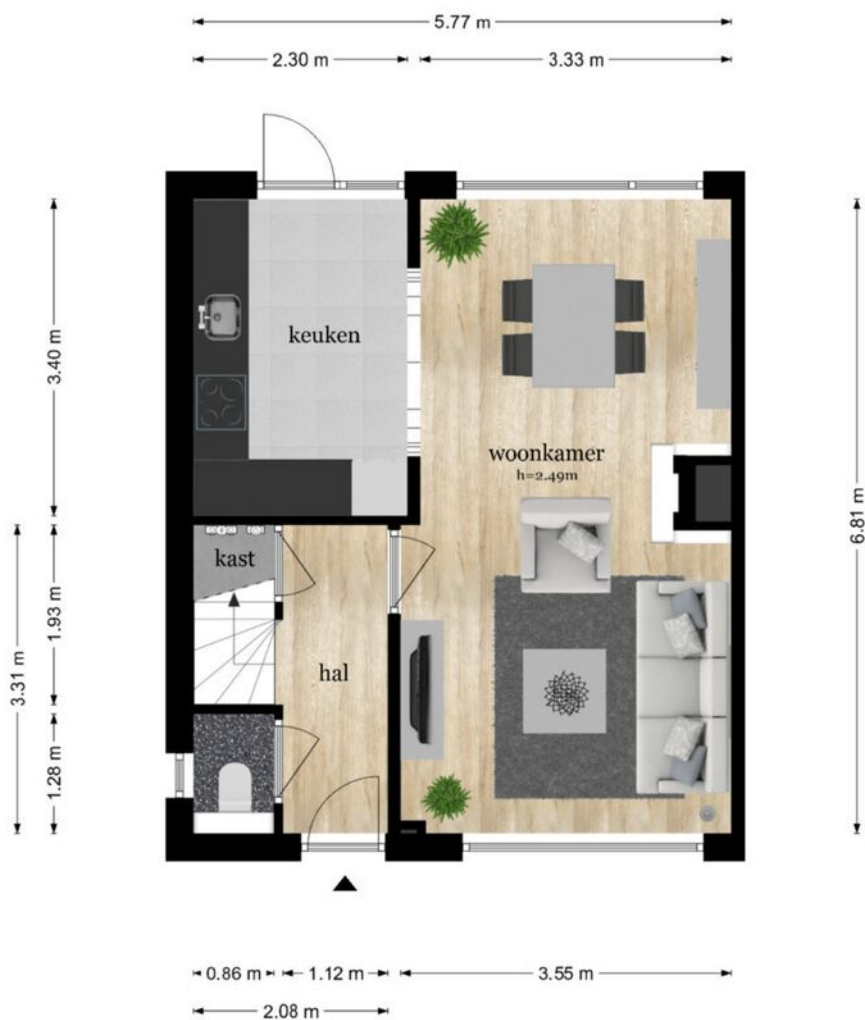 5.77 m
2.30 m
3.33 m
keuken
3.40 m
woonkamer
h=2.49m
6.81 m
kast
1.93 m
3.31 m
hal
1.28 m
0.86 m
1.12 m
3.55 m
2.08 m